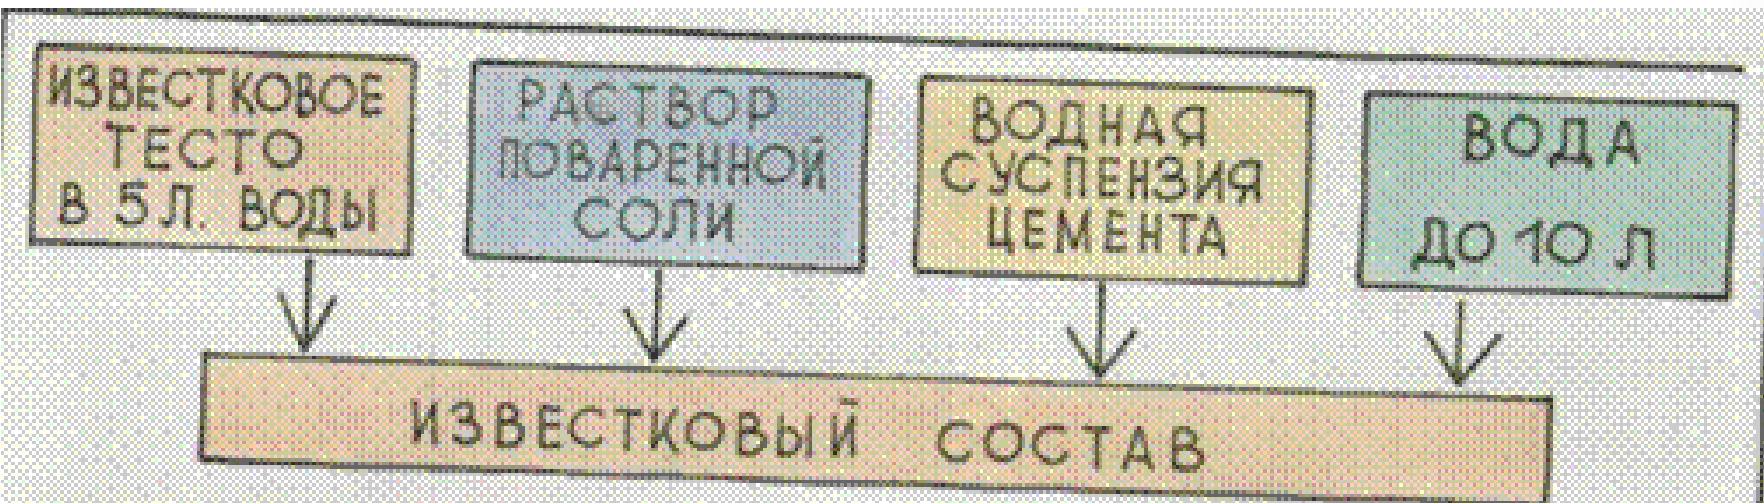 ИЗВЕСТКОВОЕ
ТЕСТО
В 5 Л. ВОДЫ
РАСТВОР
ПОВАРЕННОЙ
СОЛИ
ВОДНАЯ
СУСПЕНЗИЯ
ЦЕМЕНТА
ВОДА
ДО 10 Л
ИЗВЕСТКОВЫЙ СОСТАВ